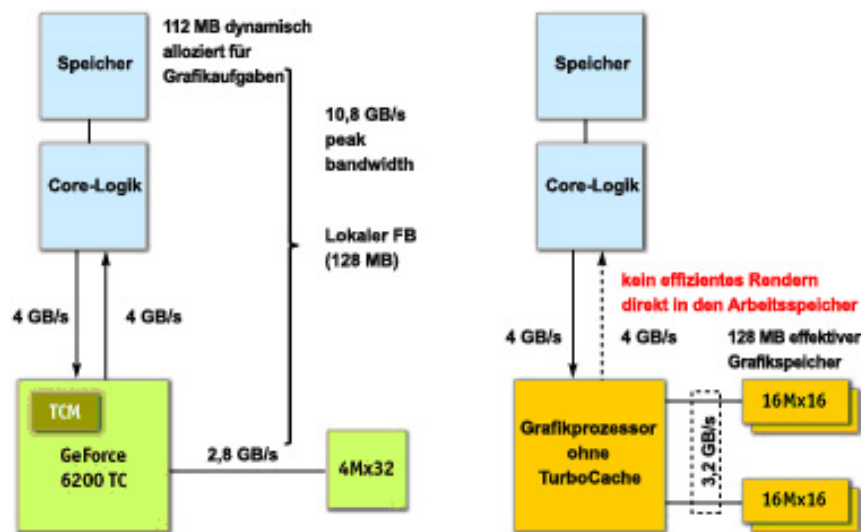 Speicher
112 MB dynamisch
alloziert für
Grafikaufgaben
10,8 GB/s
peak
bandwidth
Core-Logik
Lokaler FB
(128 MB)
4 GB/s
4 GB/s
TCM
GeForce
6200 TC
2,8 GB/s
4Mx32
Speicher
Core-Logik
kein effizientes Rendern
direkt in den Arbeitsspeicher
4 GB/s
4 GB/s
128 MB effektiver
Grafikspeicher
Grafikprozessor
ohne
TurboCache
3,2 GB/s
16Mx16
16Mx16